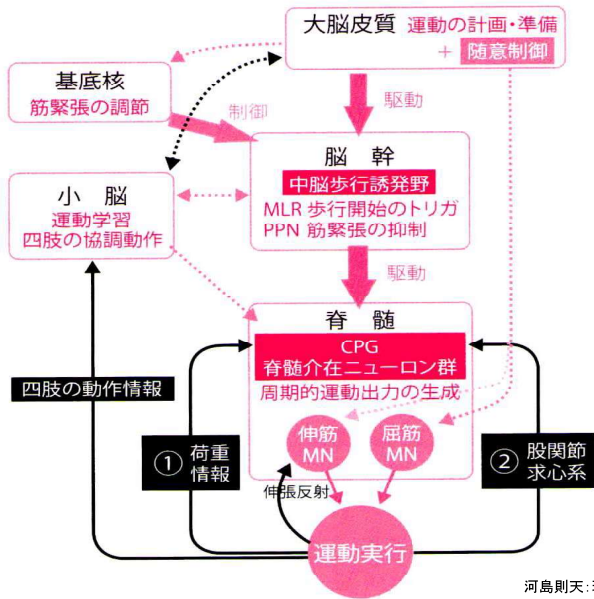 大脳皮質 運動の計画・準備
+ 随意制御
基底核
筋緊張の調節
制御
駆動
脳 幹
中脳歩行誘発野
MLR 歩行開始のトリガ
PPN 筋緊張の抑制
小 脳
運動学習
四肢の協調動作
駆動
脊 髄
CPG
脊髄介在ニューロン群
周期的運動出力の生成
四肢の動作情報
伸筋
MN
屈筋
MN
① 荷重
情報
② 股関節
求心系
伸張反射
運動実行
河島則天: